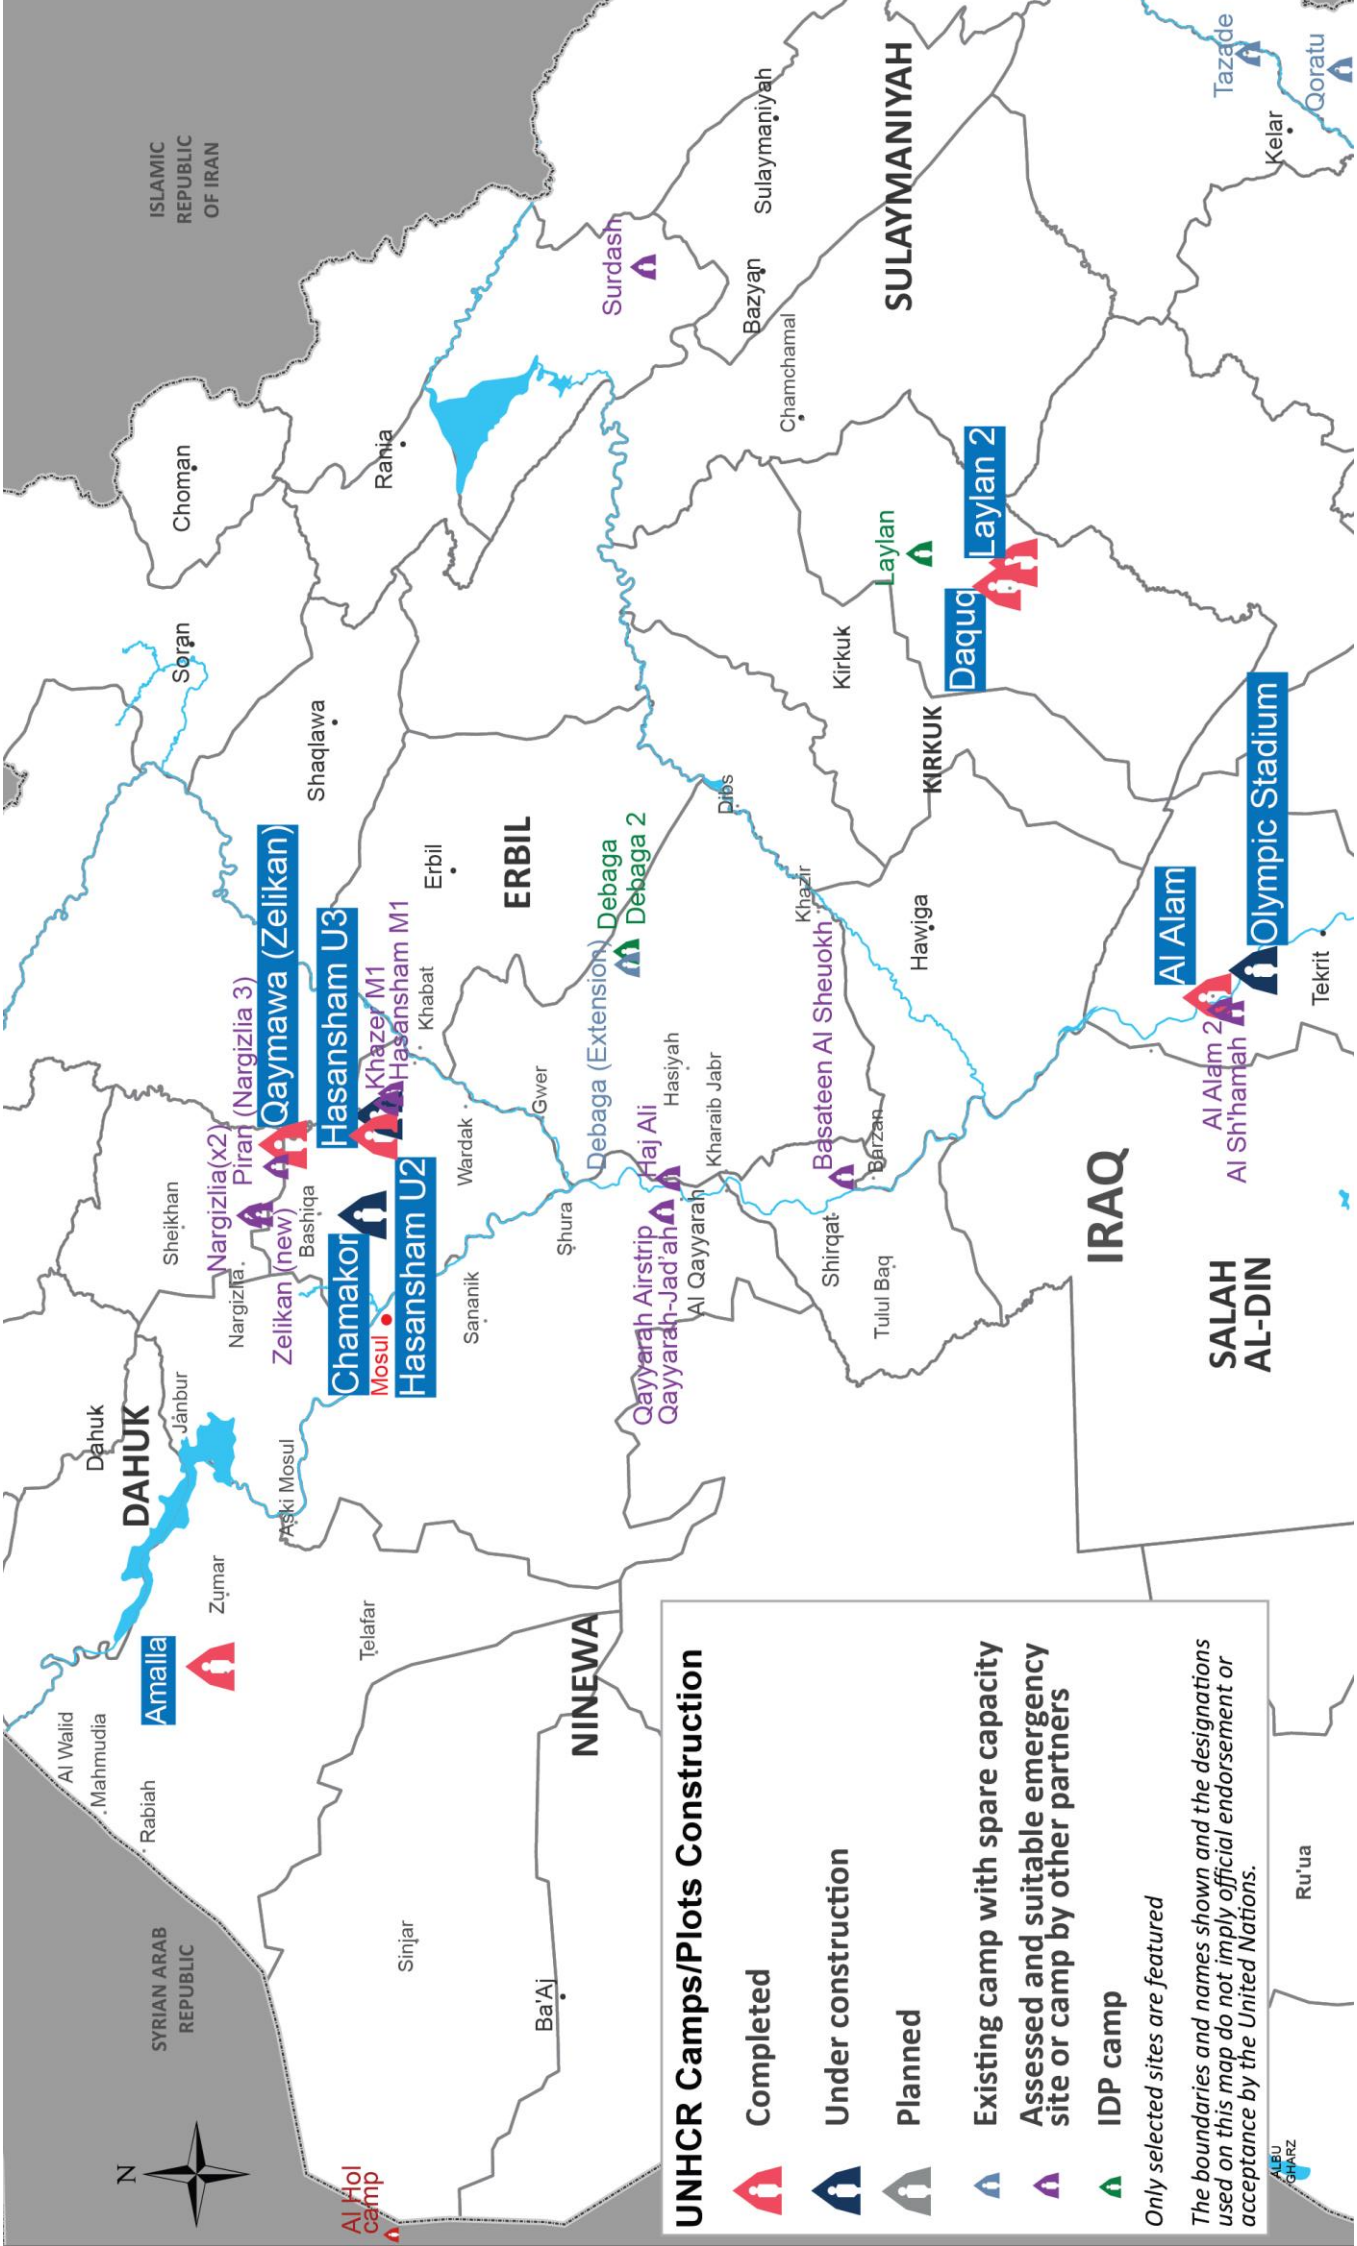 N
SYRIAN ARAB
REPUBLIC
ISLAMIC
REPUBLIC
OF IRAN
Al Hol
camp
Al Walid
Mahmudia
Rabiah
Amalla
Zumar
DAHUK
Dahuk
Janbur
Aski Mosul
Telafar
Sinjar
Ba'Aj
NINEWA
Sheikhan
Nargizlia(x2)
Piran (Nargizlia 3)
Nargizlia
Zelikan (new)
Bashiqa
Qaymawa (Zelikan)
Hasansham U3
Khazer M1
Hasansham M1
Khabat
Chamakor
Mosul
Hasansham U2
Wardak
Sananik
Gwer
Shura
Choman
Soran
Rania
Shaqlawa
Erbil
ERBIL
Debaga
Debaga 2
Debaga (Extension)
Hasiyah
Haj Ali
Kharaib Jabr
Qayyarah Airstrip
Qayyarah-Jad'ah
Al Qayyarah
Surdash
Sulaymaniyah
Bazyan
Chamchamal
SULAYMANIYAH
Dibs
Khazir
Basateen Al Sheuokh
Barzan
Shirqat
Tulul Baq
Hawiga
Kirkuk
KIRKUK
Laylan
Laylan 2
Daquq
Tazade
Qoratu
Kelar
IRAQ
Al Alam
Olympic Stadium
Al Alam 2
Al Sh'hamah
Tekrit
SALAH
AL-DIN
Ru'ua
ALBU
GHARZ
UNHCR Camps/Plots Construction
Completed
Under construction
Planned
Existing camp with spare capacity
Assessed and suitable emergency
site or camp by other partners
IDP camp
Only selected sites are featured
The boundaries and names shown and the designations
used on this map do not imply official endorsement or
acceptance by the United Nations.